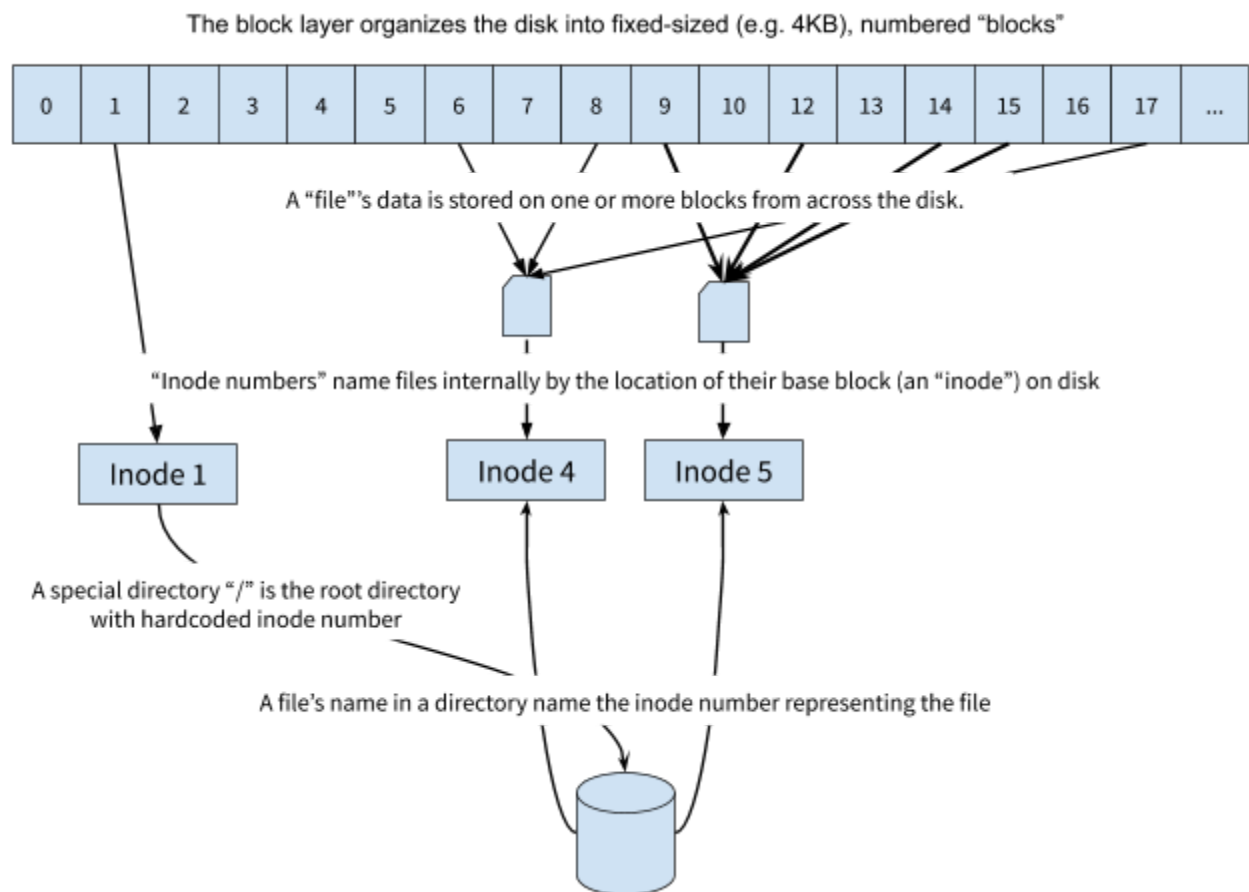 The block layer organizes the disk into fixed-sized (e.g. 4KB), numbered “blocks”
0 1 2 3 4 5 6 7 8 9 10 12 13 14 15 16 17 ...
A “file”’s data is stored on one or more blocks from across the disk.
“Inode numbers” name files internally by the location of their base block (an “inode”) on disk
Inode 1 Inode 4 Inode 5
A special directory “/” is the root directory
with hardcoded inode number
A file’s name in a directory name the inode number representing the file